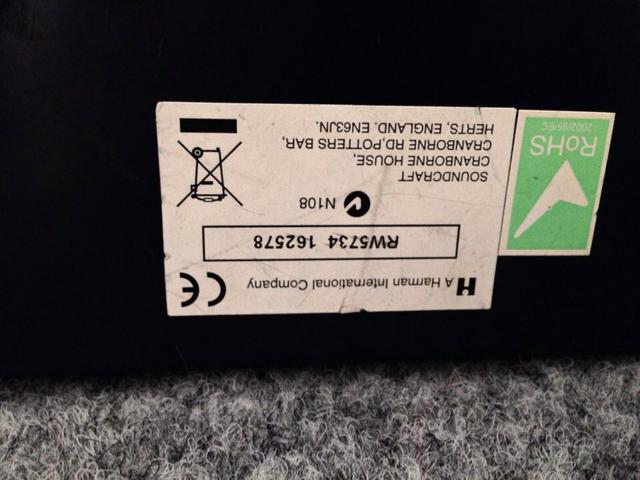 A Harman International Company
RW5734 162578
N108
SOUNDCRAFT
CRANBORNE HOUSE,
CRANBORNE RD,POTTERS BAR,
HERTS, ENGLAND. EN63JN.
CE
RoHS
2002/95/EC